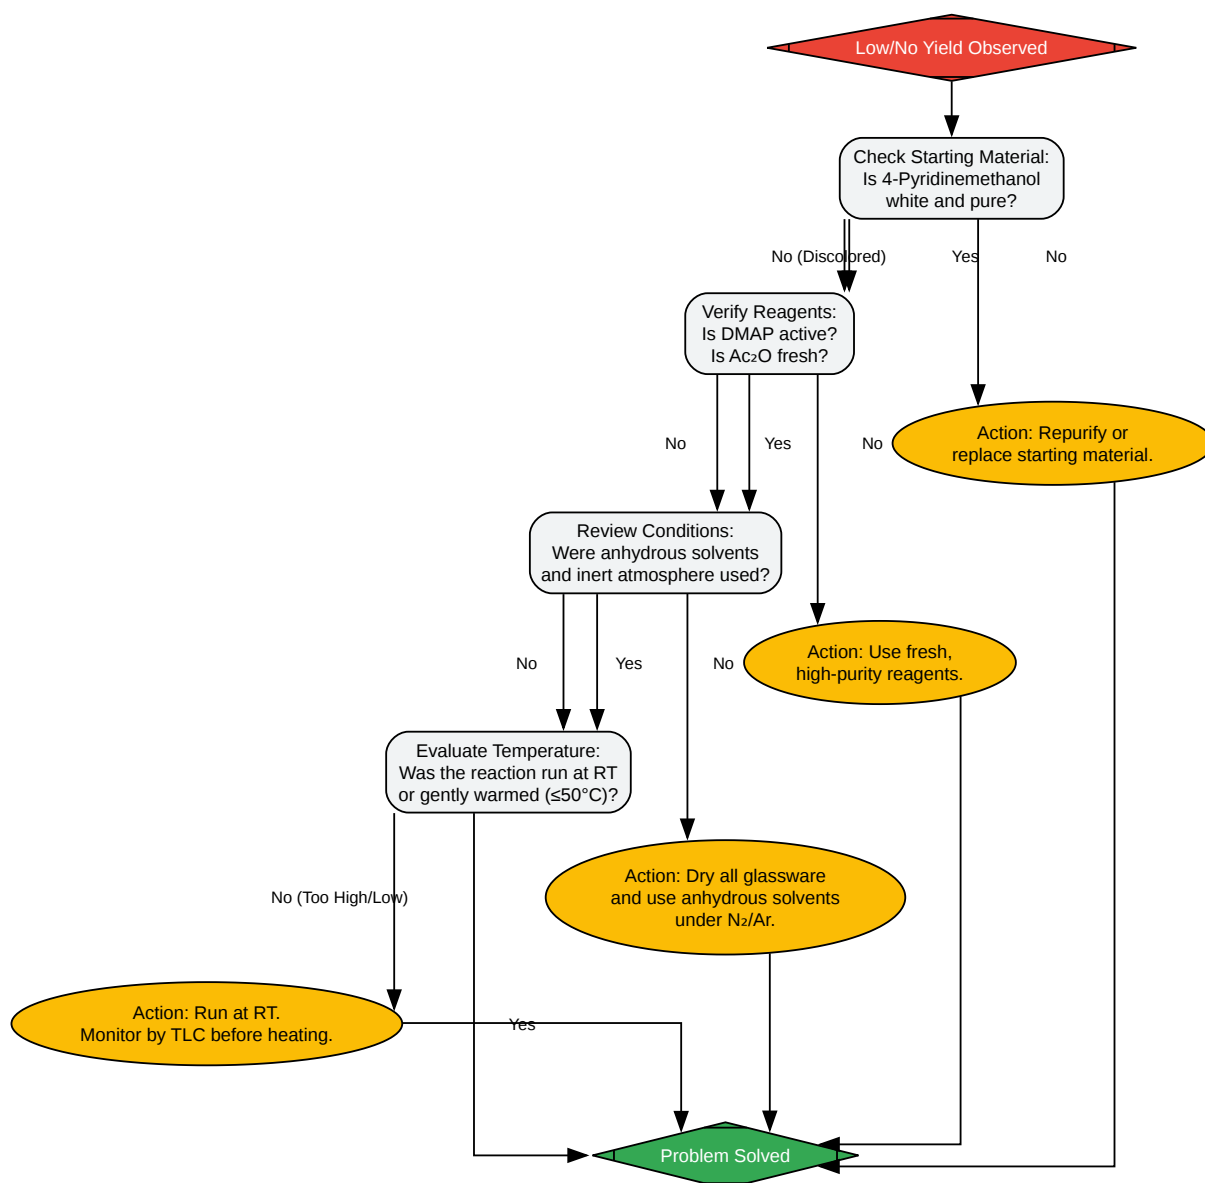 Low/No Yield Observed
Check Starting Material:
Is 4-Pyridinemethanol
white and pure?
No (Discolored)
Yes
No
Verify Reagents:
Is DMAP active?
Is Ac₂O fresh?
No
Yes
No
Action: Repurify or
replace starting material.
Review Conditions:
Were anhydrous solvents
and inert atmosphere used?
No
Yes
No
Action: Use fresh,
high-purity reagents.
Evaluate Temperature:
Was the reaction run at RT
or gently warmed (≤50°C)?
No (Too High/Low)
Action: Dry all glassware
and use anhydrous solvents
under N₂/Ar.
Action: Run at RT.
Monitor by TLC before heating.
Yes
Problem Solved